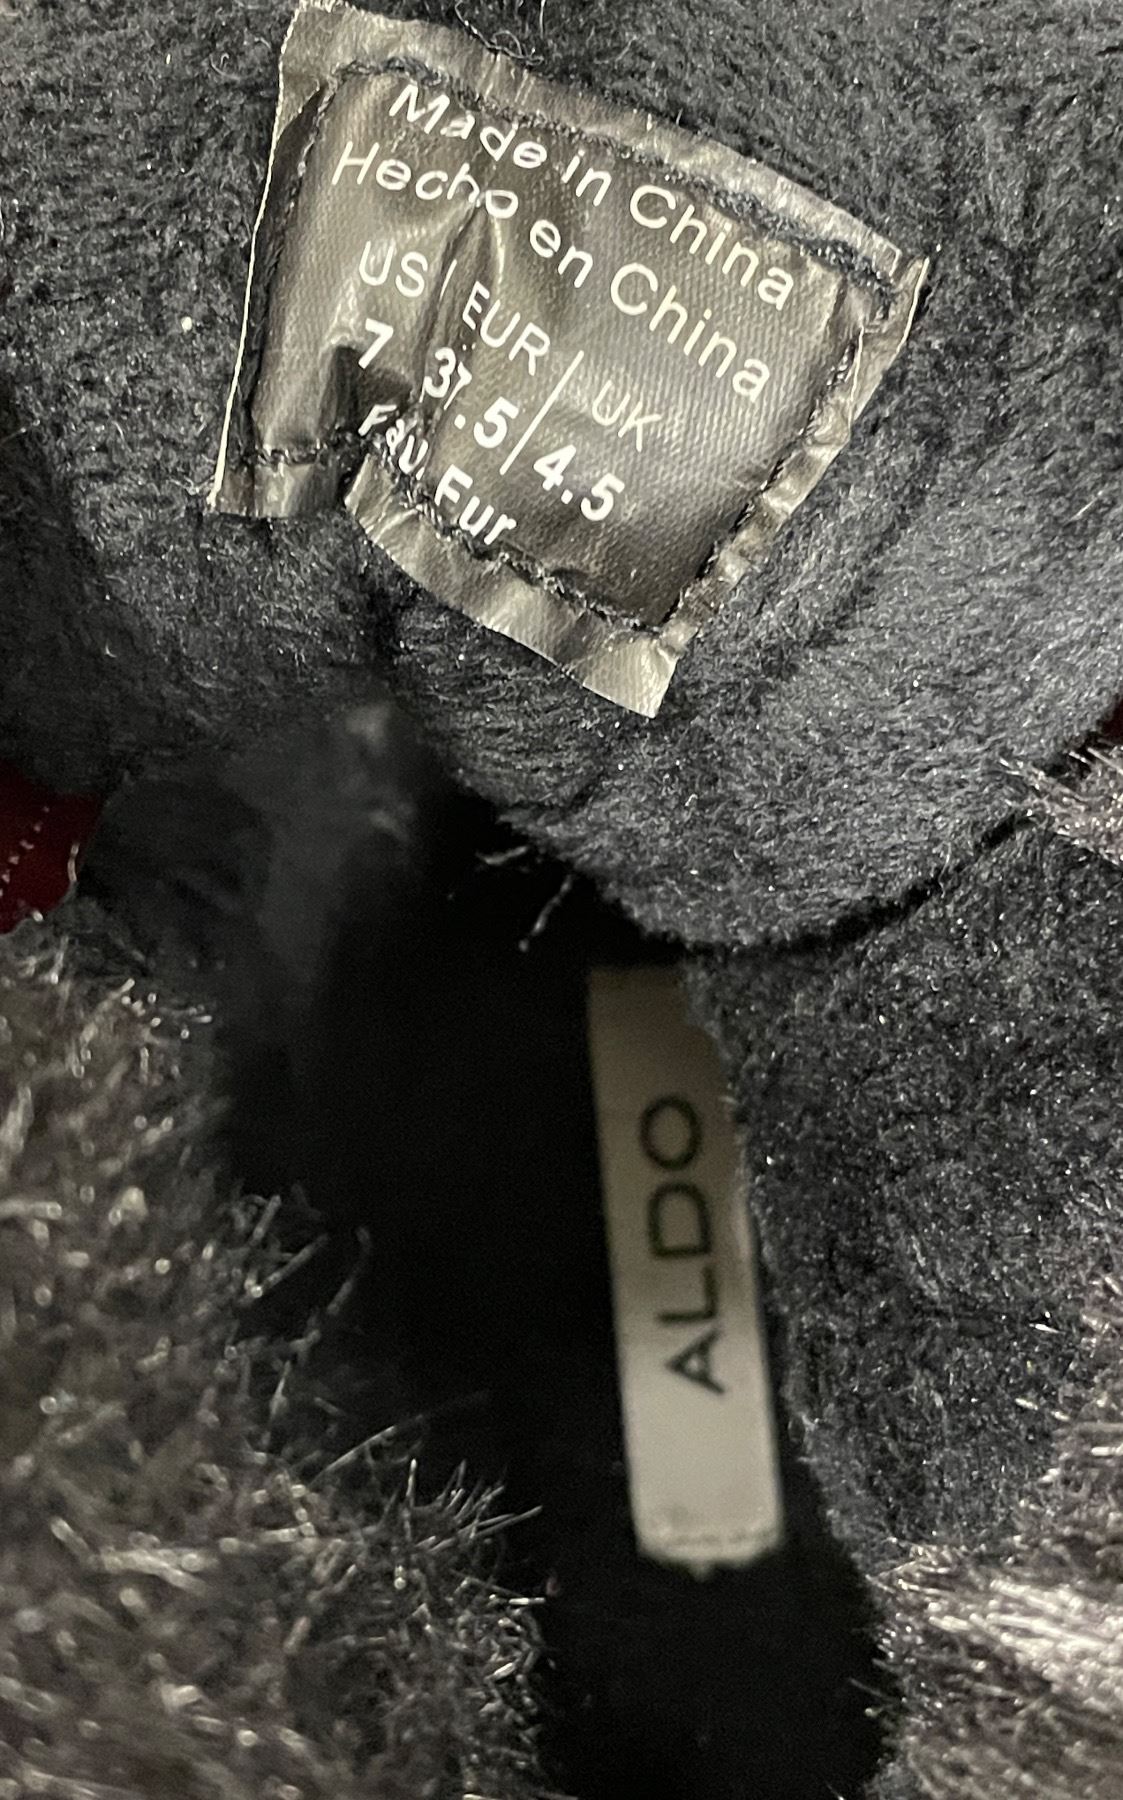 Made in China
Hecho en China
US | EUR | UK
7 37.5 | 4.5
Faux Fur
ALDO